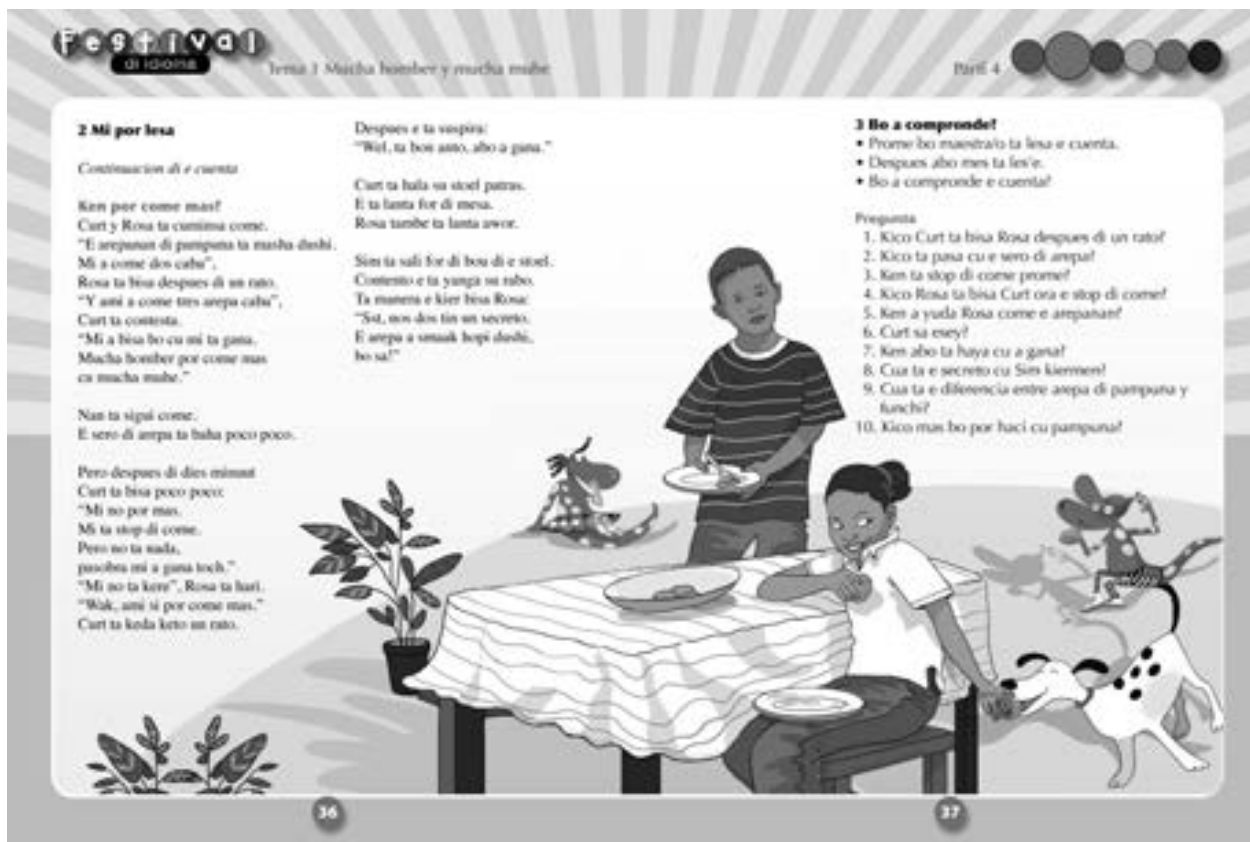 Festival
di idioma
Tema 1 Mucha homber y mucha muhe
Parti 4
2 Mi por lesa
Continuacion di e cuenta
Ken por come mas?
Curt y Rosa ta cuminsa come.
"E arepanan di pampuna ta masha dushi.
Mi a come dos caba",
Rosa ta bisa despues di un rato.
"Y ami a come tres arepa caba",
Curt ta contesta.
"Mi a bisa bo cu mi ta gana.
Mucha homber por come mas
cu mucha muhe."
Nan ta sigui come.
E sero di arepa ta baha poco poco.
Pero despues di dies minuut
Curt ta bisa poco poco:
"Mi no por mas.
Mi ta stop di come.
Pero no ta nada,
pasobra mi a gana toch."
"Mi no ta kere", Rosa ta hari.
"Wak, ami si por come mas."
Curt ta keda keto un rato.
Despues e ta suspira:
"Wel, ta bon anto, abo a gana."
Curt ta hala su stoel patras.
E ta lanta for di mesa.
Rosa tambe ta lanta awor.
Sim ta sali for di bou di e stoel.
Contento e ta yanga su rabo.
Ta manera e kier bisa Rosa:
"Sst, nos dos tin un secreto.
E arepa a smaak hopi dushi,
bo sa!"
3 Bo a compronde?
• Prome bo maestra/o ta lesa e cuenta.
• Despues abo mes ta les'e.
• Bo a compronde e cuenta?
Pregunta
1. Kico Curt ta bisa Rosa despues di un rato?
2. Kico ta pasa cu e sero di arepa?
3. Ken ta stop di come prome?
4. Kico Rosa ta bisa Curt ora e stop di come?
5. Ken a yuda Rosa come e arepanan?
6. Curt sa esey?
7. Ken abo ta haya cu a gana?
8. Cua ta e secreto cu Sim kiermen?
9. Cua ta e diferencia entre arepa di pampuna y
funchi?
10. Kico mas bo por haci cu pampuna?
36
37